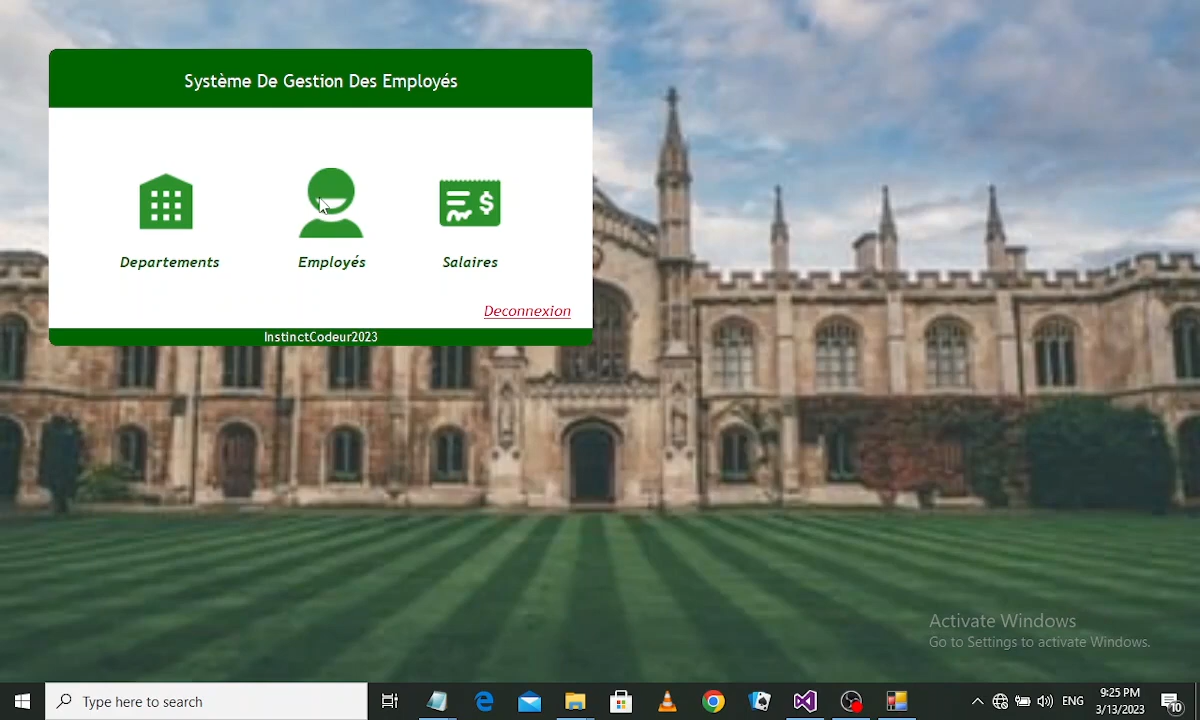 Système De Gestion Des Employés
$
Departements
Employés
Salaires
Deconnexion
InstinctCodeur2023
Activate Windows
Go to Settings to activate Windows.
Type here to search
ENG
9:25 PM
3/13/2023
10